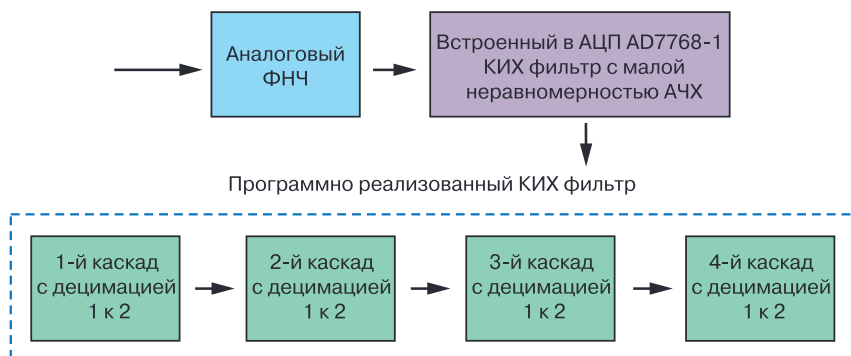 Аналоговый
ФНЧ
Встроенный в АЦП AD7768-1
КИХ фильтр с малой
неравномерностью АЧХ
Программно реализованный КИХ фильтр
1-й каскад
с децимацией
1 к 2
2-й каскад
с децимацией
1 к 2
3-й каскад
с децимацией
1 к 2
4-й каскад
с децимацией
1 к 2